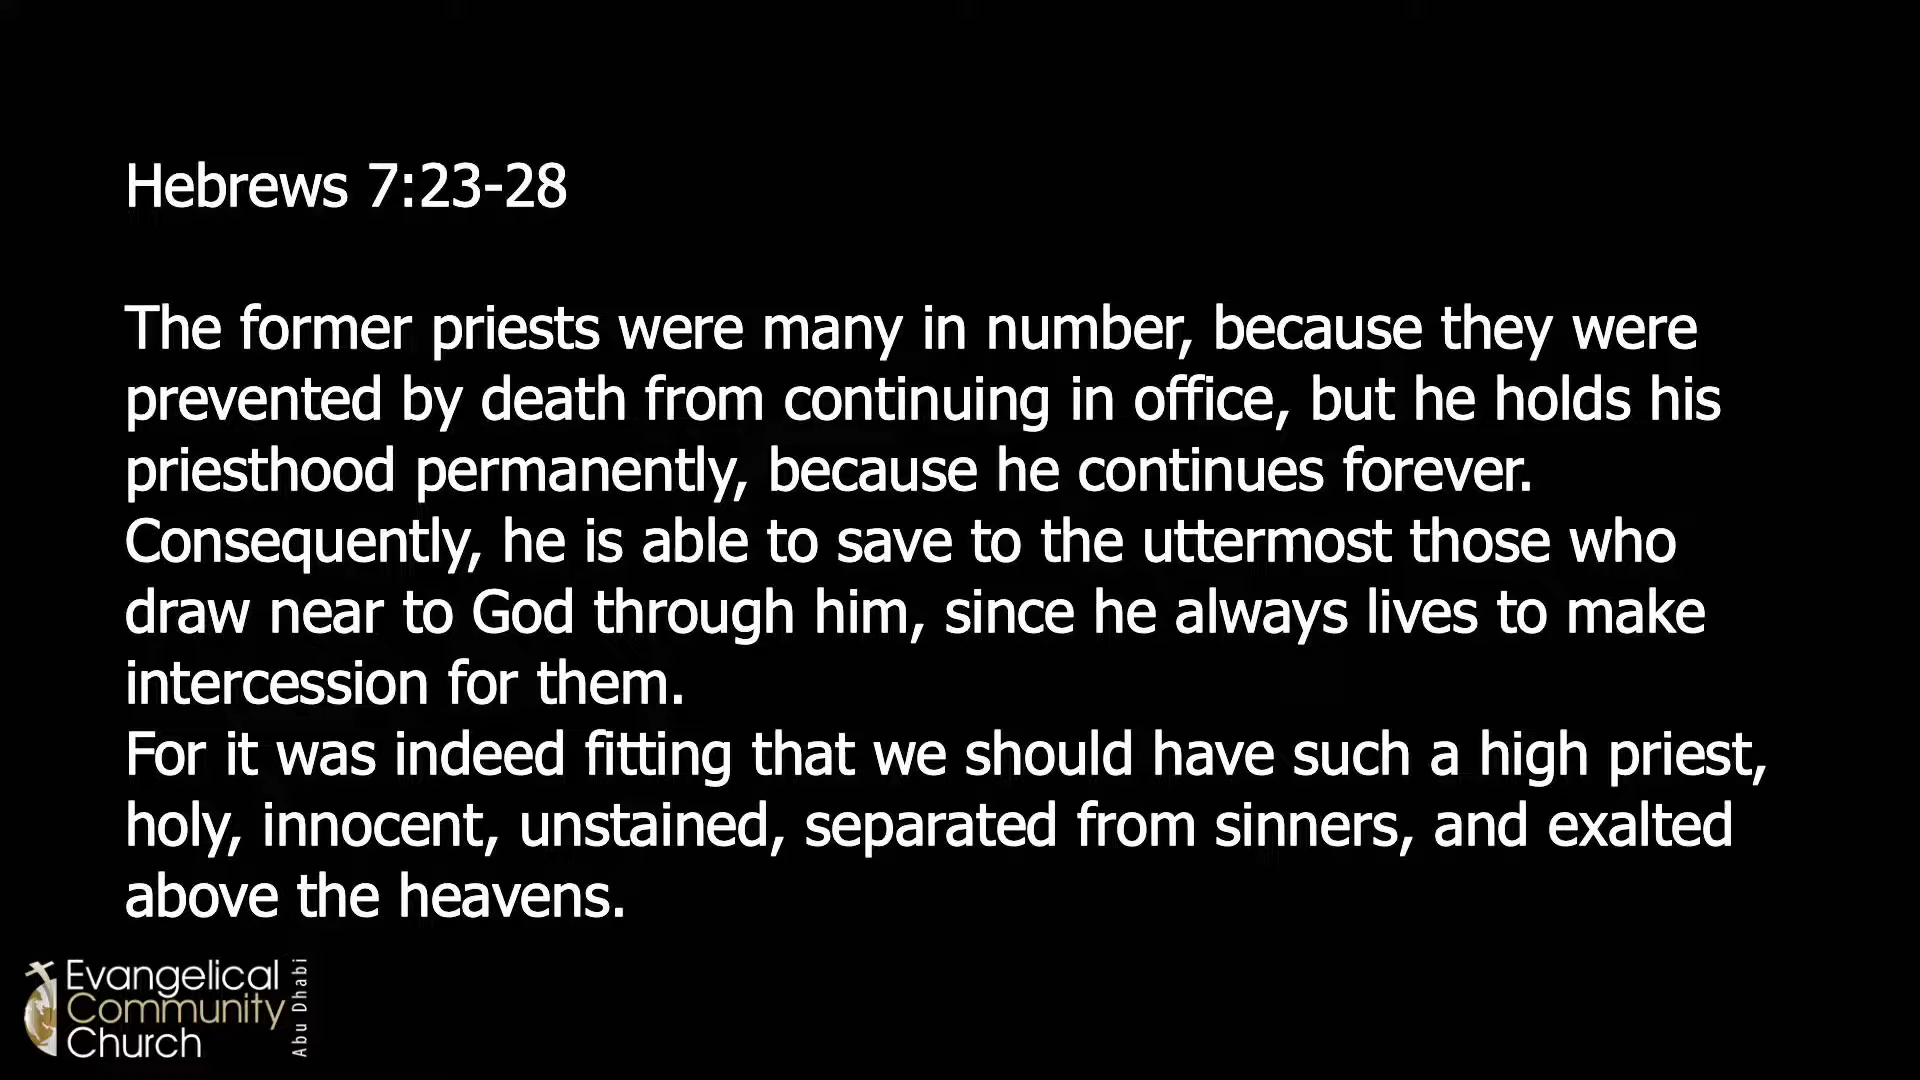 Hebrews 7:23-28
The former priests were many in number, because they were
prevented by death from continuing in office, but he holds his
priesthood permanently, because he continues forever.
Consequently, he is able to save to the uttermost those who
draw near to God through him, since he always lives to make
intercession for them.
For it was indeed fitting that we should have such a high priest,
holy, innocent, unstained, separated from sinners, and exalted
above the heavens.
Evangelical
Community
Church
Abu Dhabi